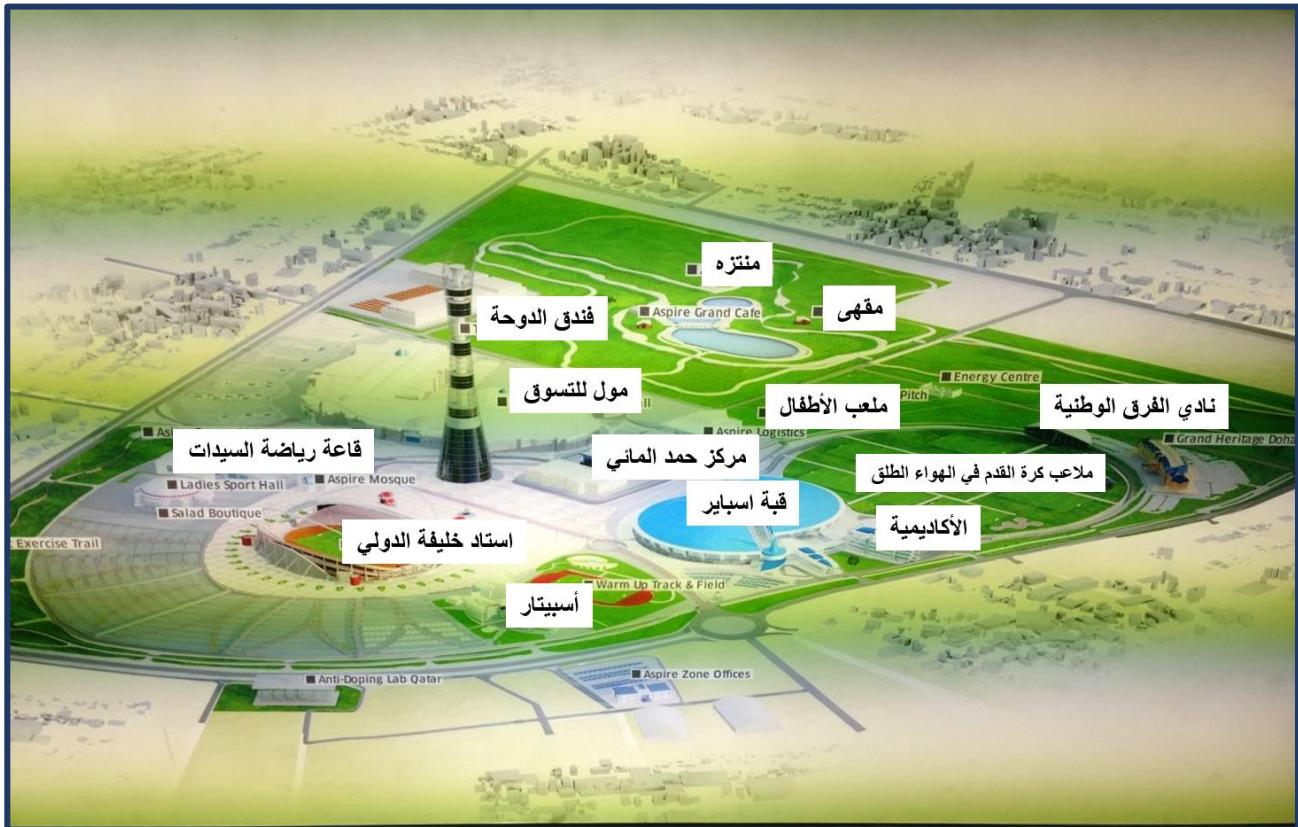 منتزه
Aspire Grand Cafe
مقهى
فندق الدوحة
Energy Centre
مول للتسوق
Pitch
ملعب الأطفال
نادي الفرق الوطنية
Aspire Logistics
Grand Heritage Doha
قاعة رياضة السيدات
مركز حمد المائي
ملاعب كرة القدم في الهواء الطلق
Ladies Sport Hall
Aspire Mosque
قبة اسباير
Salad Boutique
الأكاديمية
استاد خليفة الدولي
Exercise Trail
Warm Up Track & Field
أسبيتار
Anti-Doping Lab Qatar
Aspire Zone Offices